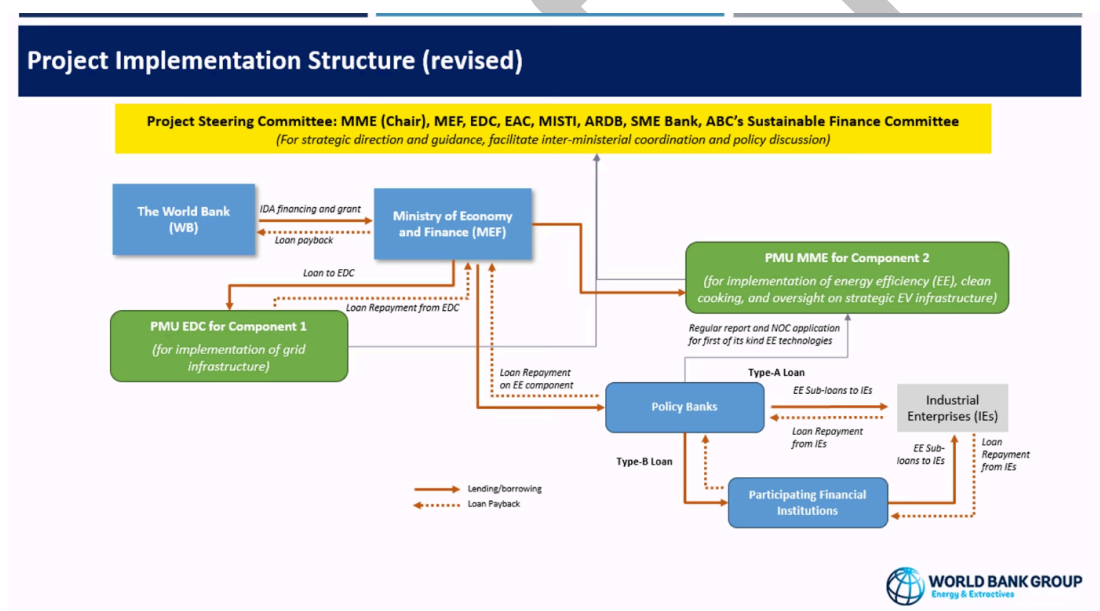 Project Implementation Structure (revised)
Project Steering Committee: MME (Chair), MEF, EDC, EAC, MISTI, ARDB, SME Bank, ABC's Sustainable Finance Committee
(For strategic direction and guidance, facilitate inter-ministerial coordination and policy discussion)
The World Bank
(WB)
IDA financing and grant
Loan payback
Ministry of Economy
and Finance (MEF)
Loan to EDC
Loan Repayment from EDC
PMU EDC for Component 1
(for implementation of grid
infrastructure)
PMU MME for Component 2
(for implementation of energy efficiency (EE), clean
cooking, and oversight on strategic EV infrastructure)
Regular report and NOC application
for first of its kind EE technologies
Loan Repayment
on EE component
Type-A Loan
Policy Banks
EE Sub-loans to IEs
Loan Repayment
from IEs
Industrial
Enterprises (IEs)
Type-B Loan
EE Sub-
loans to IEs
Loan
Repayment
from IEs
Participating Financial
Institutions
Lending/borrowing
Loan Payback
WORLD BANK GROUP
Energy & Extractives